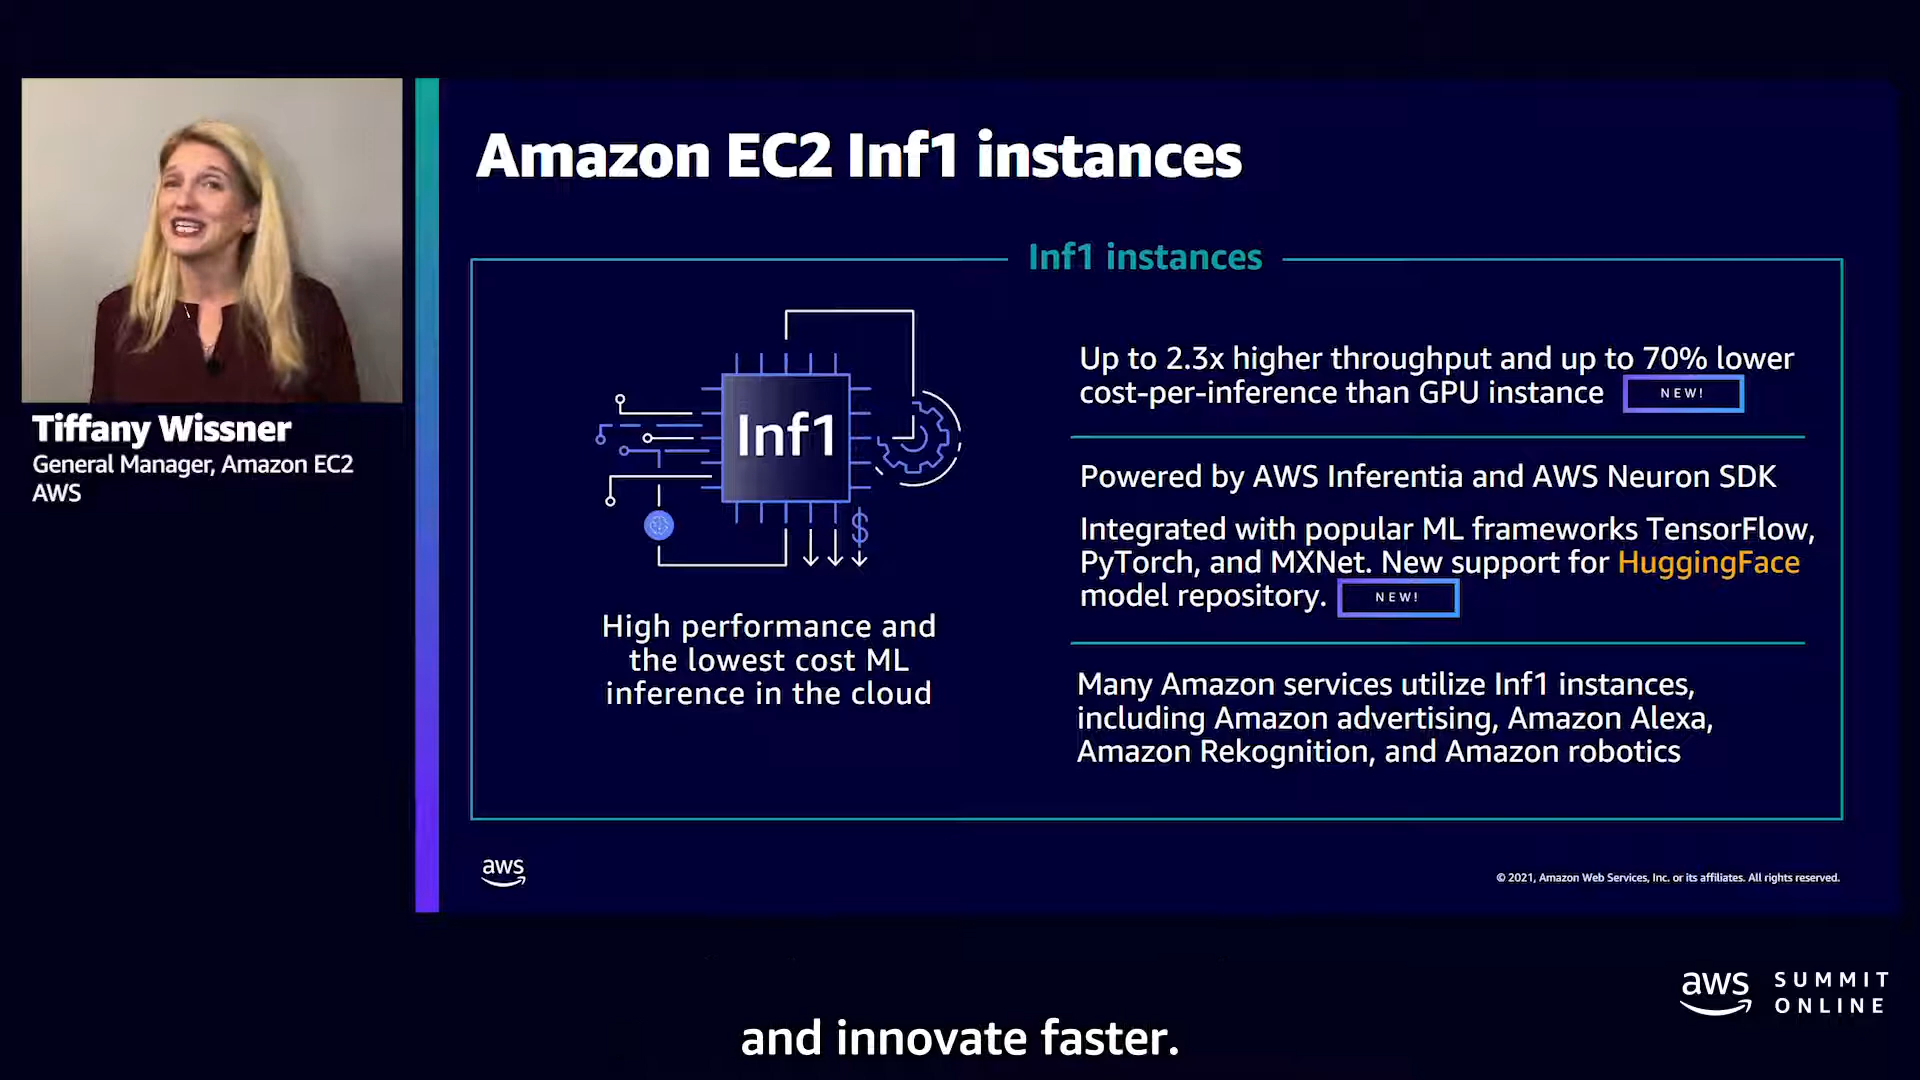 Amazon EC2 Inf1 instances
Inf1 instances
Inf1
$
High performance and
the lowest cost ML
inference in the cloud
Up to 2.3x higher throughput and up to 70% lower
cost-per-inference than GPU instance NEW!
Powered by AWS Inferentia and AWS Neuron SDK
Integrated with popular ML frameworks TensorFlow,
PyTorch, and MXNet. New support for HuggingFace
model repository. NEW!
Many Amazon services utilize Inf1 instances,
including Amazon advertising, Amazon Alexa,
Amazon Rekognition, and Amazon robotics
Tiffany Wissner
General Manager, Amazon EC2
AWS
aws
© 2021, Amazon Web Services, Inc. or its affiliates. All rights reserved.
aws SUMMIT
ONLINE
and innovate faster.